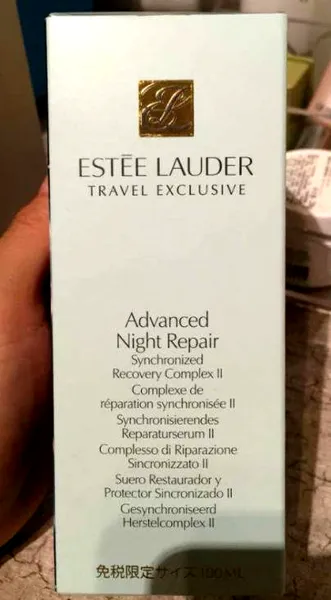 ESTĒE LAUDER
TRAVEL EXCLUSIVE
Advanced
Night Repair
Synchronized
Recovery Complex II
Complexe de
réparation synchronisée II
Synchronisierendes
Reparaturserum II
Complesso di Riparazione
Sincronizzato II
Suero Restaurador y
Protector Sincronizado II
Gesynchroniseerd
Herstelcomplex II
免税限定サイズ 100 ML